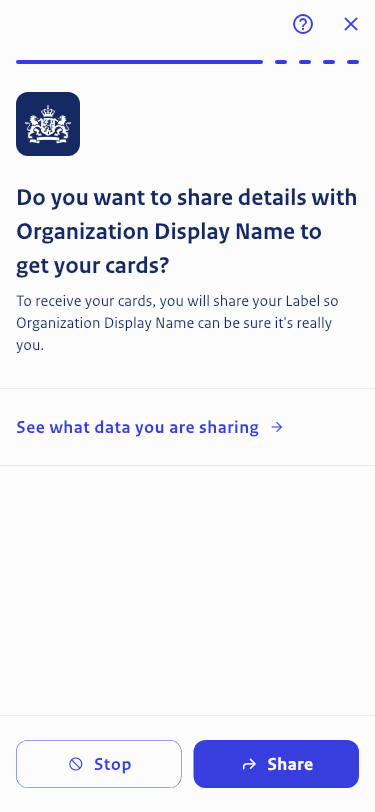 Do you want to share details with
Organization Display Name to
get your cards?
To receive your cards, you will share your Label so
Organization Display Name can be sure it's really
you.
See what data you are sharing
Stop
Share